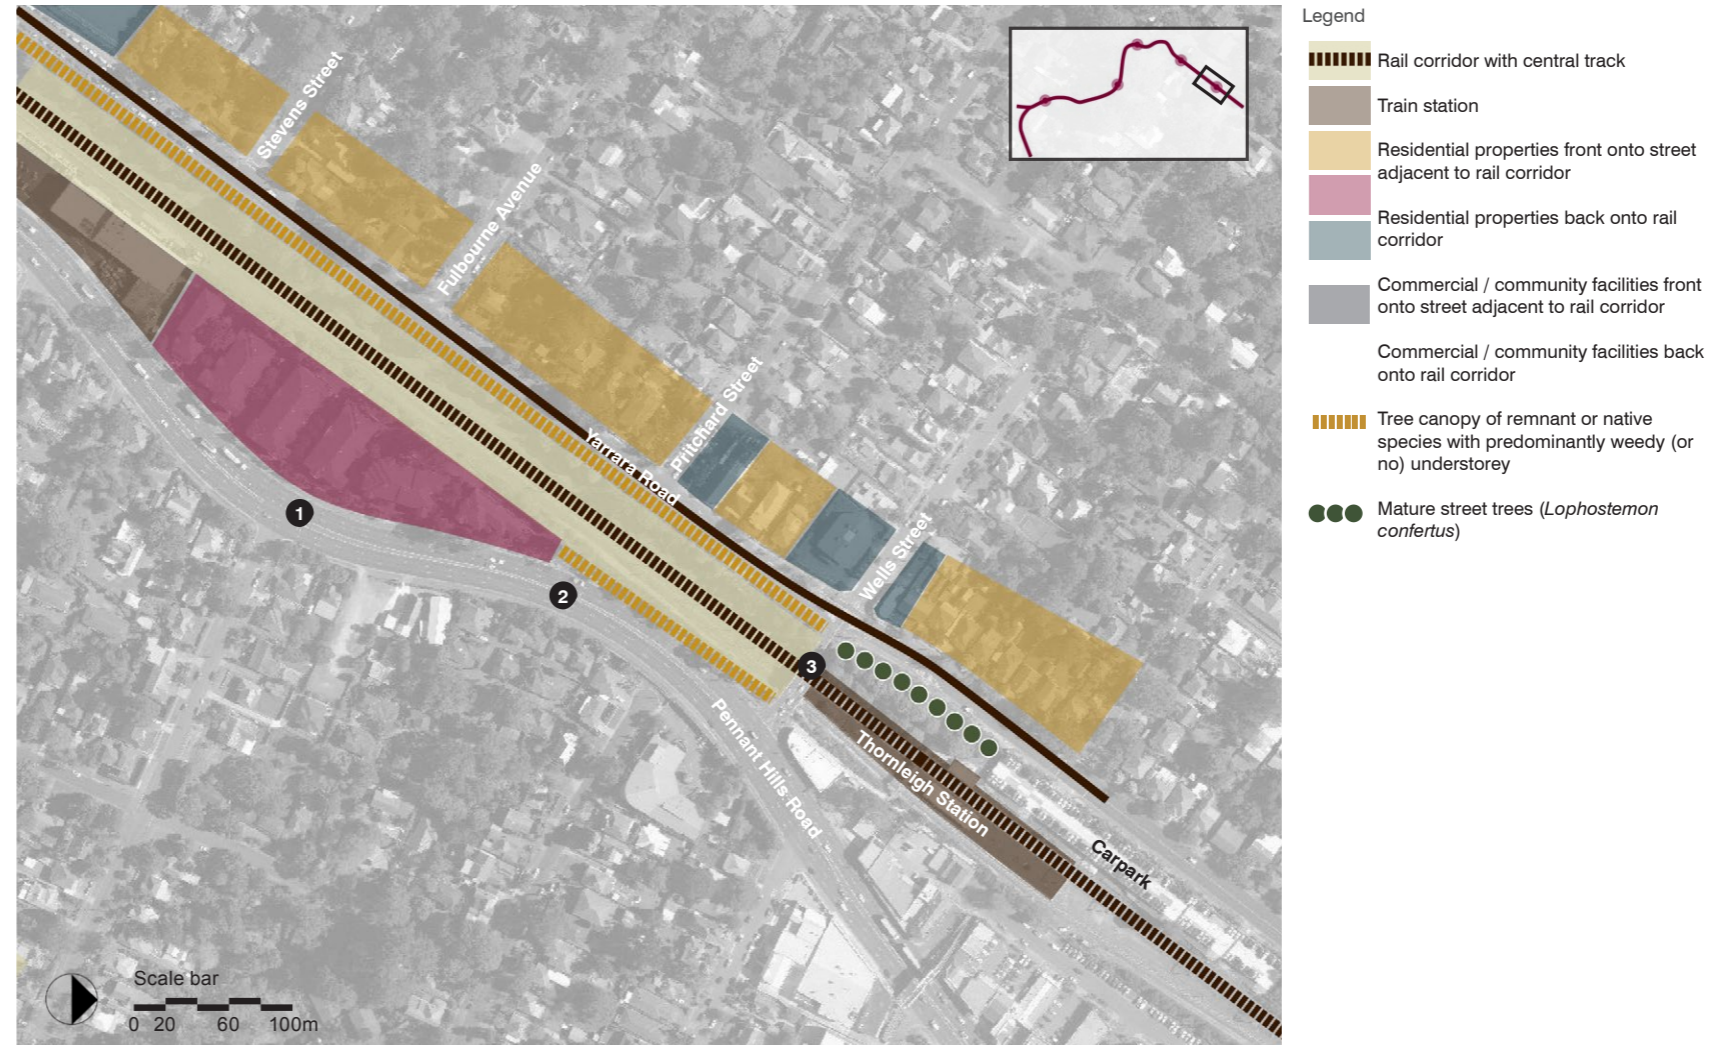 Legend
Rail corridor with central track
Train station
Residential properties front onto street
adjacent to rail corridor
Residential properties back onto rail
corridor
Commercial / community facilities front
onto street adjacent to rail corridor
Commercial / community facilities back
onto rail corridor
Tree canopy of remnant or native
species with predominantly weedy (or
no) understorey
Mature street trees (Lophostemon
confertus)
Stevens Street
Fulbourne Avenue
Pritchard Street
Yarrara Road
Wells Street
1
2
3
Pennant Hills Road
Thornleigh Station
Carpark
Scale bar
0 20 60 100m